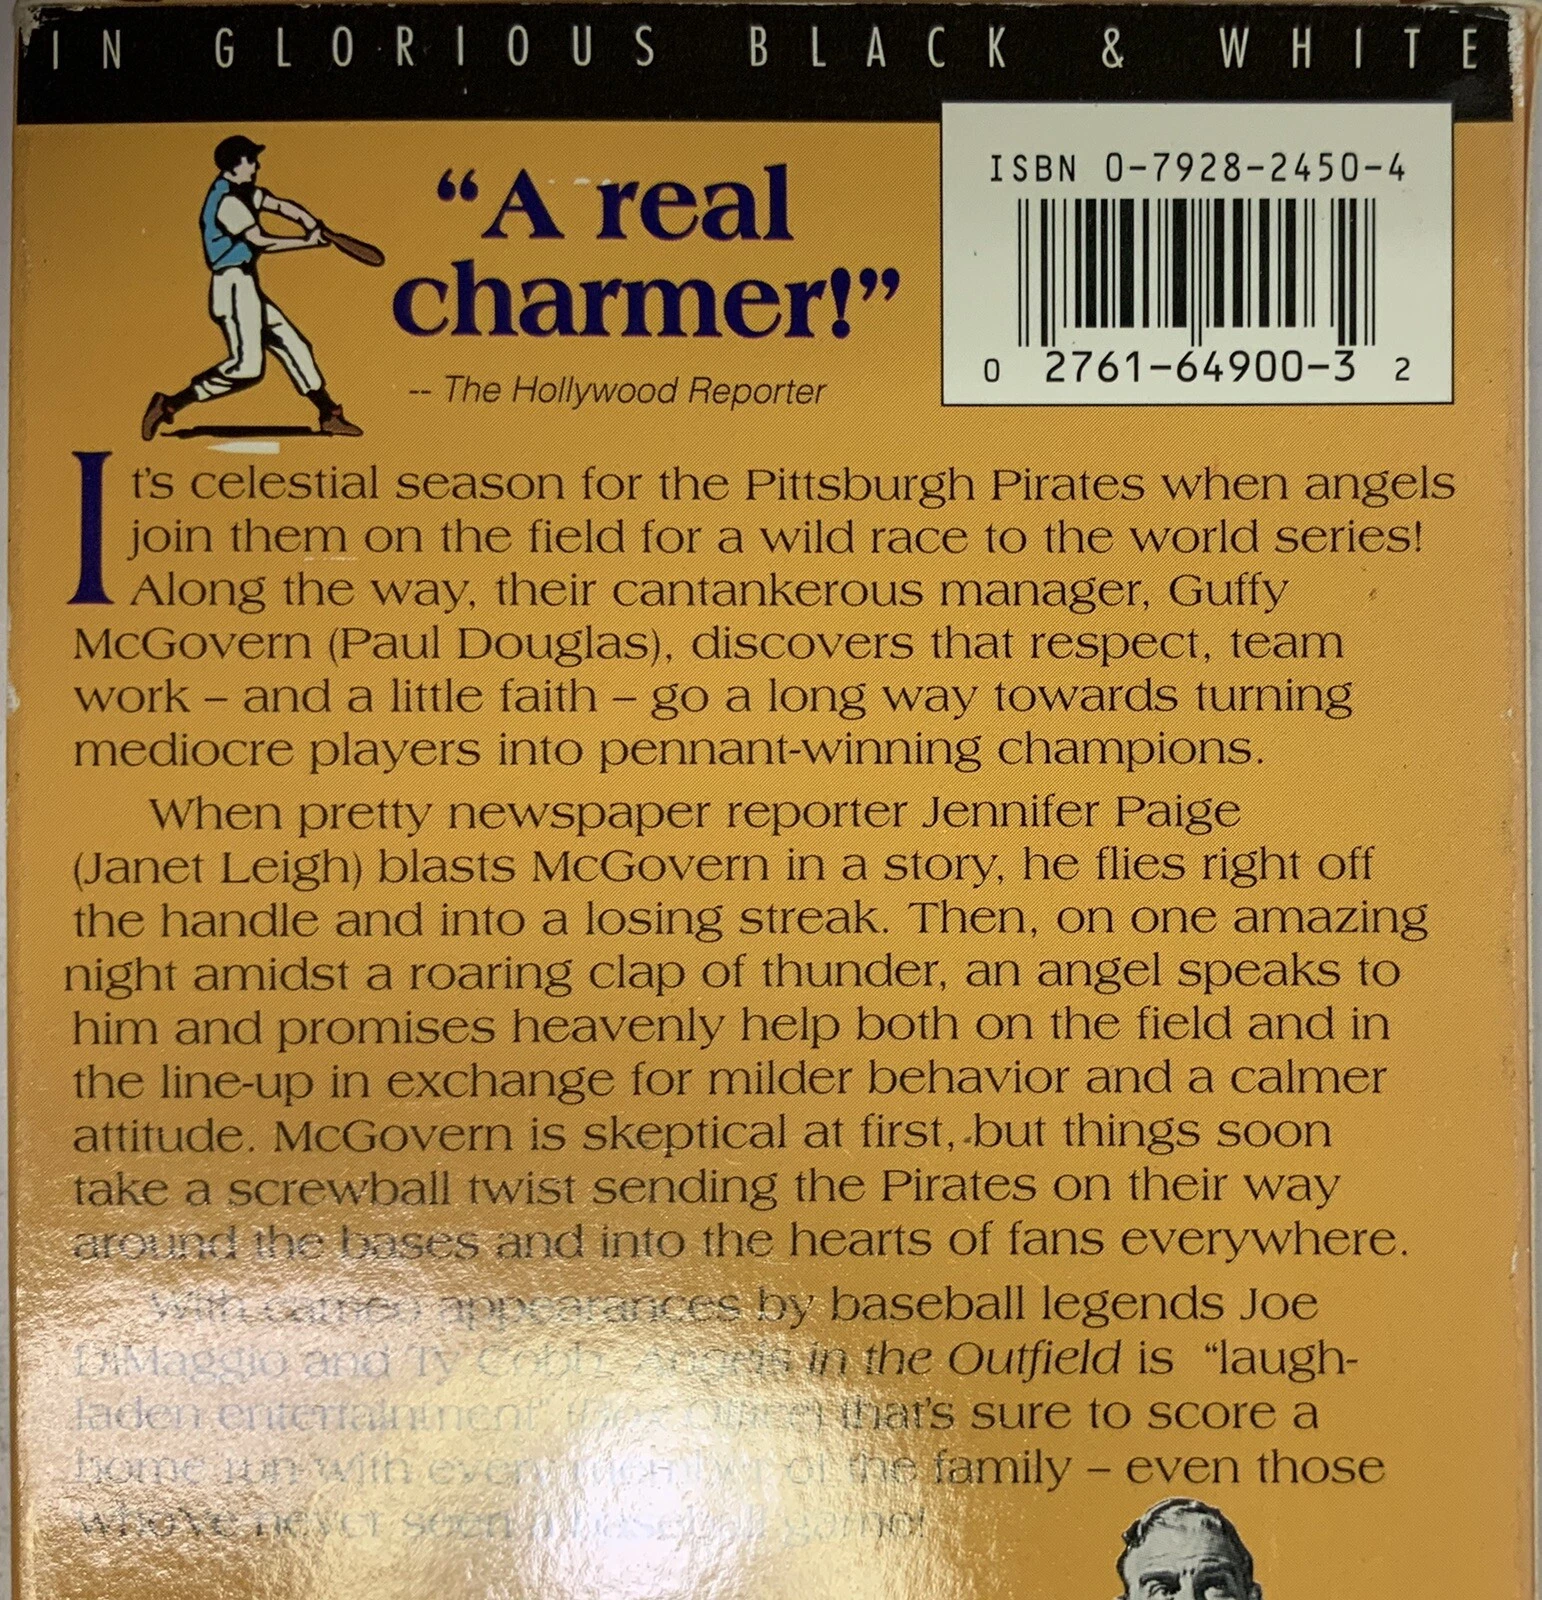 IN GLORIOUS BLACK & WHITE
ISBN 0-7928-2450-4
0 2761-64900-3 2
“A real
charmer!”
-- The Hollywood Reporter
It's celestial season for the Pittsburgh Pirates when angels
join them on the field for a wild race to the world series!
Along the way, their cantankerous manager, Guffy
McGovern (Paul Douglas), discovers that respect, team
work – and a little faith – go a long way towards turning
mediocre players into pennant-winning champions.
When pretty newspaper reporter Jennifer Paige
(Janet Leigh) blasts McGovern in a story, he flies right off
the handle and into a losing streak. Then, on one amazing
night amidst a roaring clap of thunder, an angel speaks to
him and promises heavenly help both on the field and in
the line-up in exchange for milder behavior and a calmer
attitude. McGovern is skeptical at first, but things soon
take a screwball twist sending the Pirates on their way
around the bases and into the hearts of fans everywhere.
With cameo appearances by baseball legends Joe
DiMaggio and Ty Cobb, Angels in the Outfield is “laugh-
laden entertainment” (Box Office) that's sure to score a
home run with every member of the family – even those
who've never seen a baseball game!